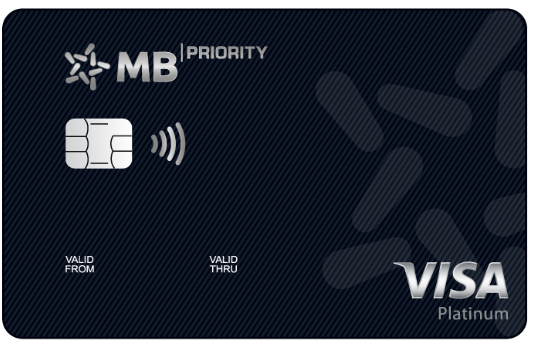 MB PRIORITY
VALID FROM
VALID THRU
VISA
Platinum